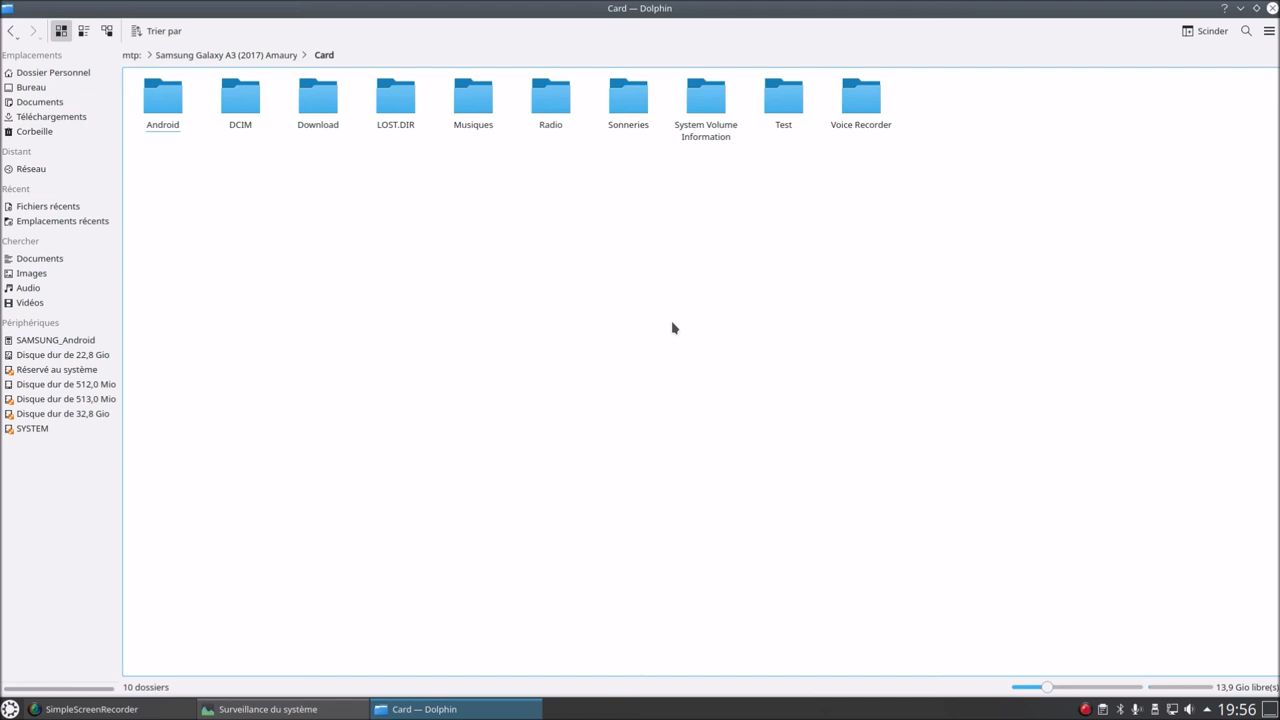 Card — Dolphin
Trier par
Scinder
Emplacements
mtp: > Samsung Galaxy A3 (2017) Amaury > Card
Dossier Personnel
Bureau
Documents
Téléchargements
Corbeille
Distant
Réseau
Récent
Fichiers récents
Emplacements récents
Chercher
Documents
Images
Audio
Vidéos
Périphériques
SAMSUNG_Android
Disque dur de 22,8 Gio
Réservé au système
Disque dur de 512,0 Mio
Disque dur de 513,0 Mio
Disque dur de 32,8 Gio
SYSTEM
Android
DCIM
Download
LOST.DIR
Musiques
Radio
Sonneries
System Volume
Information
Test
Voice Recorder
10 dossiers
13,9 Gio libre(s)
SimpleScreenRecorder
Surveillance du système
Card — Dolphin
19:56